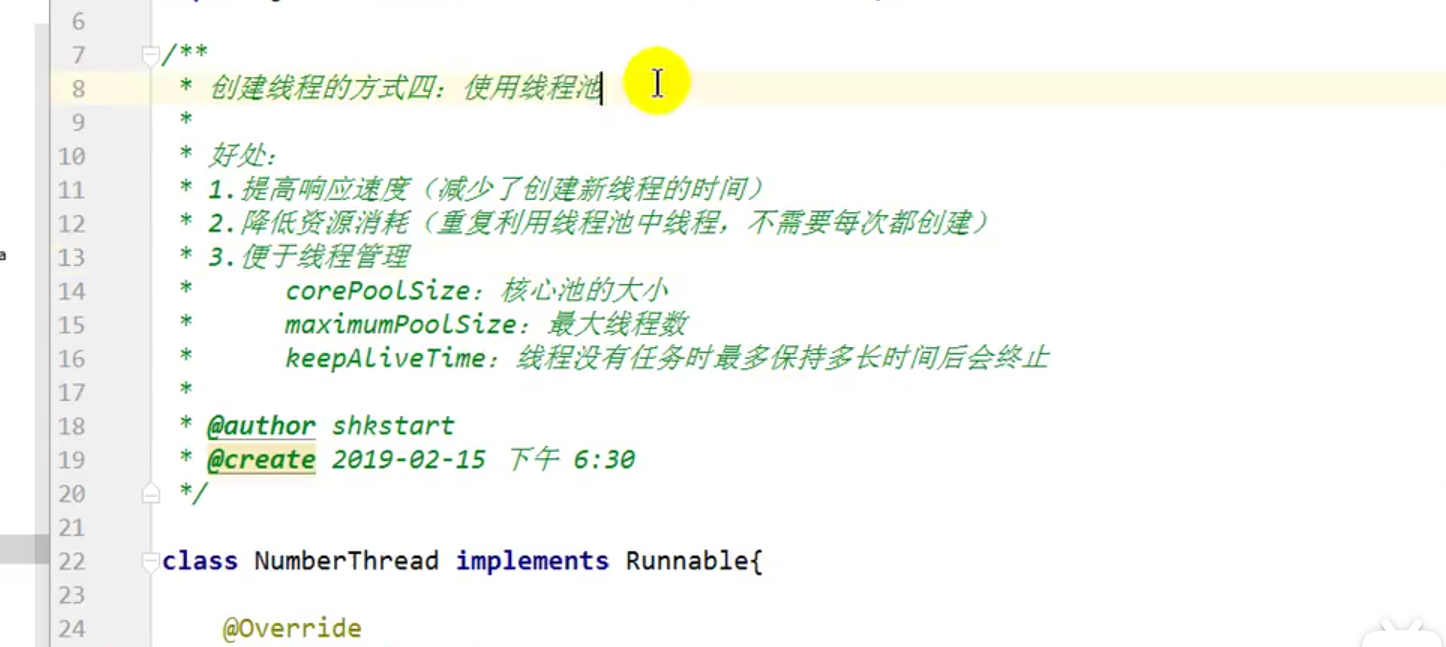 6
7 /**
8 * 创建线程的方式四：使用线程池
9 *
10 * 好处：
11 * 1.提高响应速度（减少了创建新线程的时间）
12 * 2.降低资源消耗（重复利用线程池中线程，不需要每次都创建）
13 * 3.便于线程管理
14 * corePoolSize：核心池的大小
15 * maximumPoolSize：最大线程数
16 * keepAliveTime：线程没有任务时最多保持多长时间后会终止
17 *
18 * @author shkstart
19 * @create 2019-02-15 下午 6:30
20 */
21
22 class NumberThread implements Runnable{
23
24 @Override